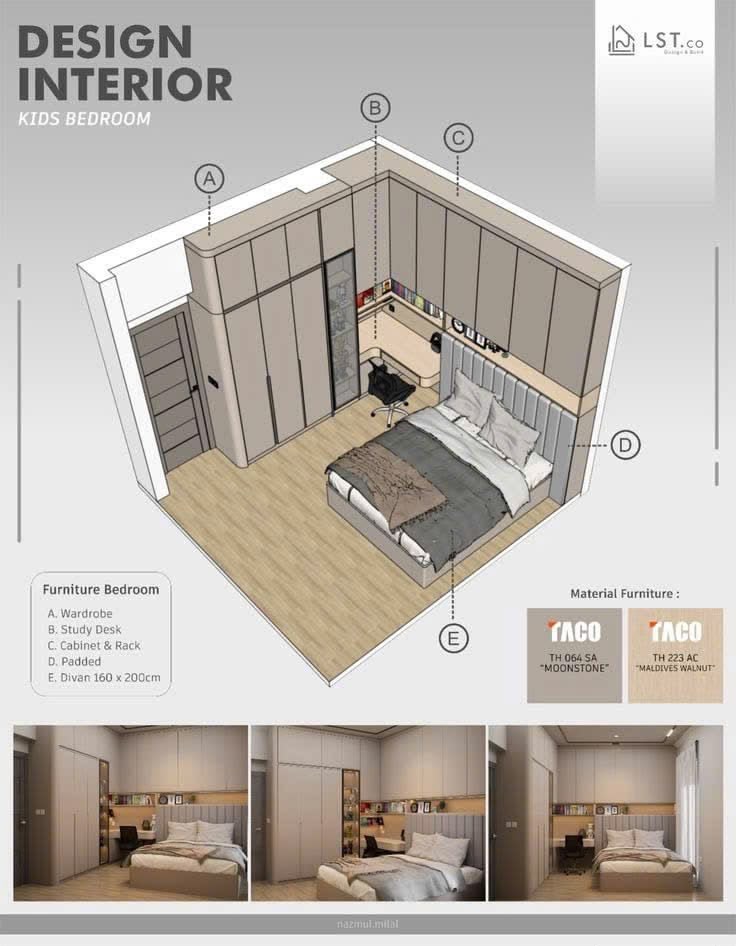 DESIGN
INTERIOR
KIDS BEDROOM
LST.co
Design & Build
A
B
C
D
E
Furniture Bedroom
A. Wardrobe
B. Study Desk
C. Cabinet & Rack
D. Padded
E. Divan 160 x 200cm
Material Furniture :
TACO
TH 064 SA
"MOONSTONE"
TACO
TH 223 AC
"MALDIVES WALNUT"
nazmul.milal